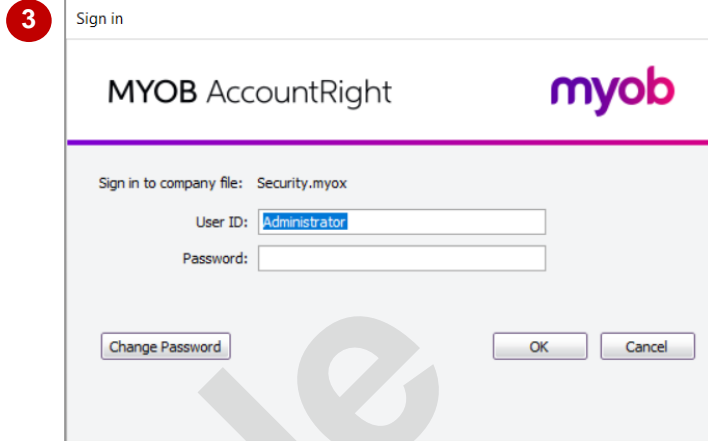 3
Sign in
MYOB AccountRight
myob
Sign in to company file: Security.myox
User ID: Administrator
Password:
Change Password
OK
Cancel
le